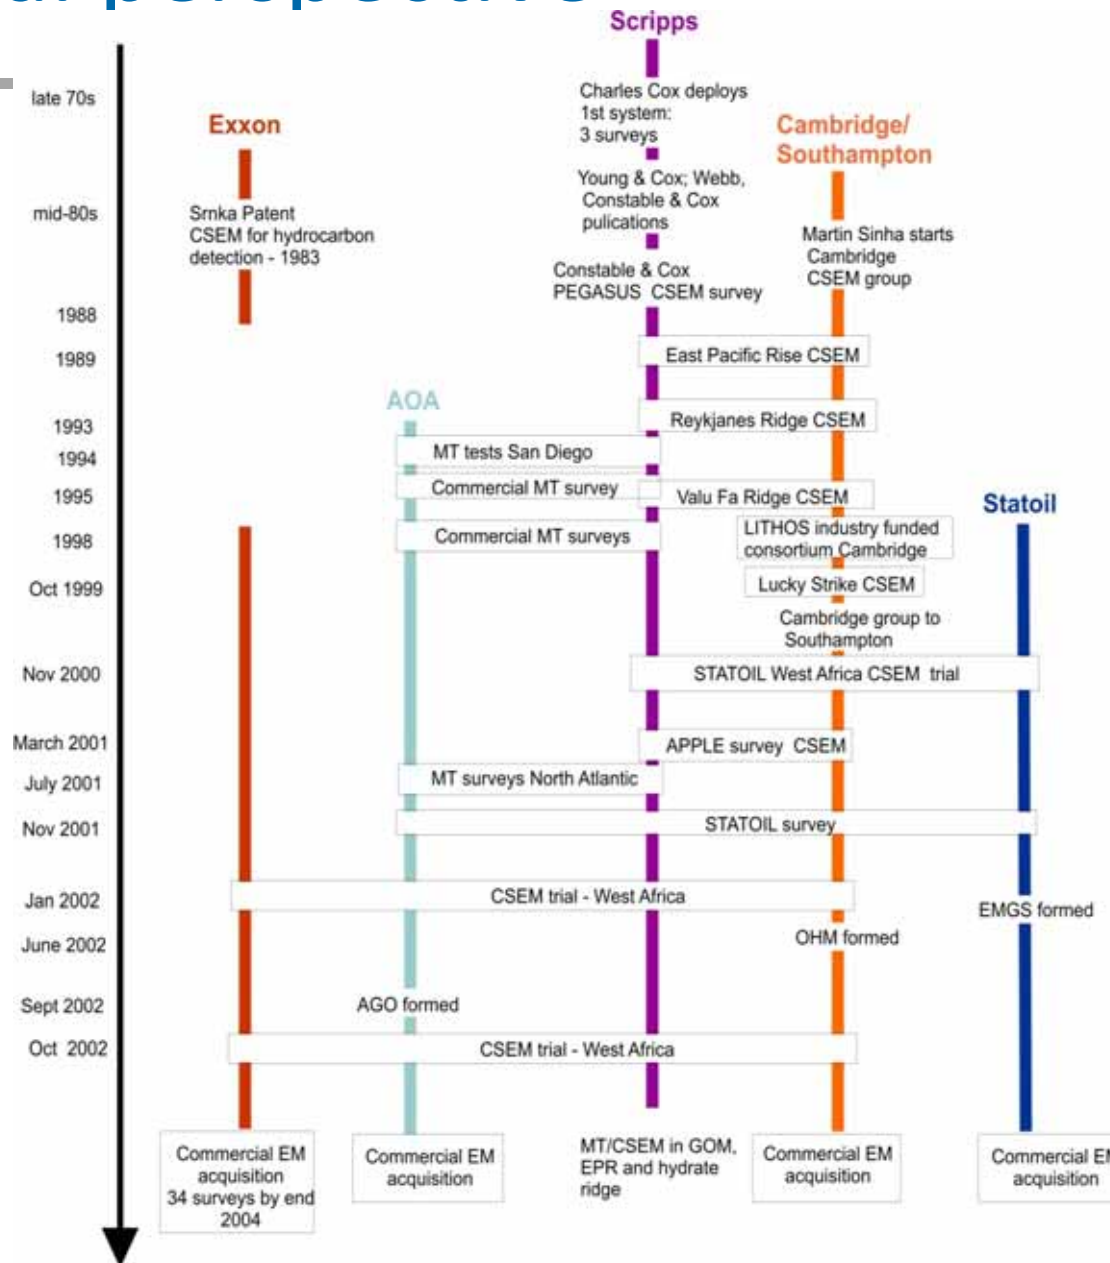 perspective
Scripps
late 70s
Charles Cox deploys
1st system:
3 surveys
Exxon
Cambridge/
Southampton
mid-80s
Srnka Patent
CSEM for hydrocarbon
detection - 1983
Young & Cox; Webb,
Constable & Cox
pulications
Martin Sinha starts
Cambridge
CSEM group
Constable & Cox
PEGASUS CSEM survey
1988
1989
East Pacific Rise CSEM
AOA
1993
Reykjanes Ridge CSEM
1994
MT tests San Diego
1995
Commercial MT survey
Valu Fa Ridge CSEM
Statoil
1998
Commercial MT surveys
LITHOS industry funded
consortium Cambridge
Oct 1999
Lucky Strike CSEM
Cambridge group to
Southampton
Nov 2000
STATOIL West Africa CSEM trial
March 2001
APPLE survey CSEM
July 2001
MT surveys North Atlantic
Nov 2001
STATOIL survey
Jan 2002
CSEM trial - West Africa
EMGS formed
June 2002
OHM formed
Sept 2002
AGO formed
Oct 2002
CSEM trial - West Africa
Commercial EM
acquisition
34 surveys by end
2004
Commercial EM
acquisition
MT/CSEM in GOM,
EPR and hydrate
ridge
Commercial EM
acquisition
Commercial EM
acquisition